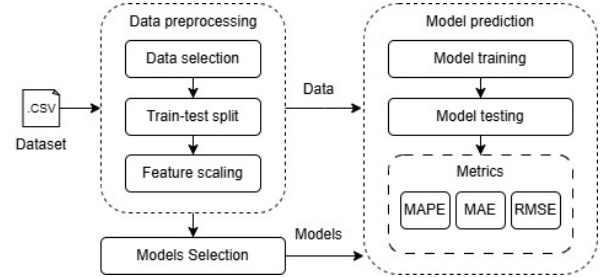 Data preprocessing
Data selection
Train-test split
Feature scaling
.CSV
Dataset
Data
Models Selection
Models
Model prediction
Model training
Model testing
Metrics
MAPE
MAE
RMSE